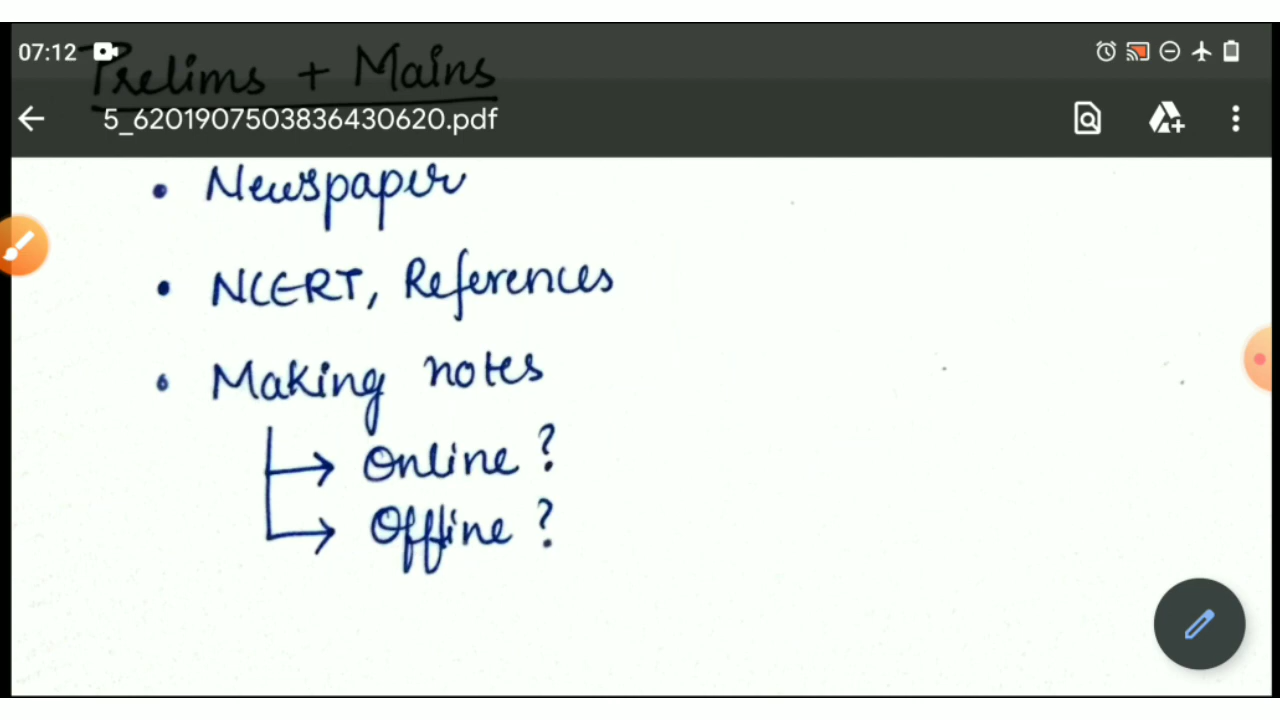 07:12
Prelims + Mains
5_6201907503836430620.pdf
• Newspaper
• NCERT, References
• Making notes
→ Online ?
→ Offline ?